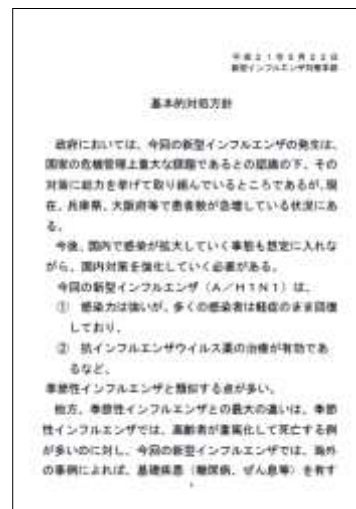 平成21年5月22日
新型インフルエンザ対策本部
基本的対処方針
政府においては、今回の新型インフルエンザの発生は、
国家の危機管理上重大な課題であるとの認識の下、その
対策に総力を挙げて取り組んでいるところであるが、現
在、兵庫県、大阪府等で患者数が急増している状況にあ
る。
今後、国内で感染が拡大していく事態も想定に入れな
がら、国内対策を強化していく必要がある。
今回の新型インフルエンザ(A/H1N1)は、
① 感染力は強いが、多くの感染者は軽症のまま回復
しており、
② 抗インフルエンザウイルス薬の治療が有効であ
るなど、
季節性インフルエンザと類似する点が多い。
他方、季節性インフルエンザとの最大の違いは、季節
性インフルエンザでは、高齢者が重篤化して死亡する例
が多いのに対し、今回の新型インフルエンザでは、海外
の事例によれば、基礎疾患(糖尿病、ぜん息等)を有す
1